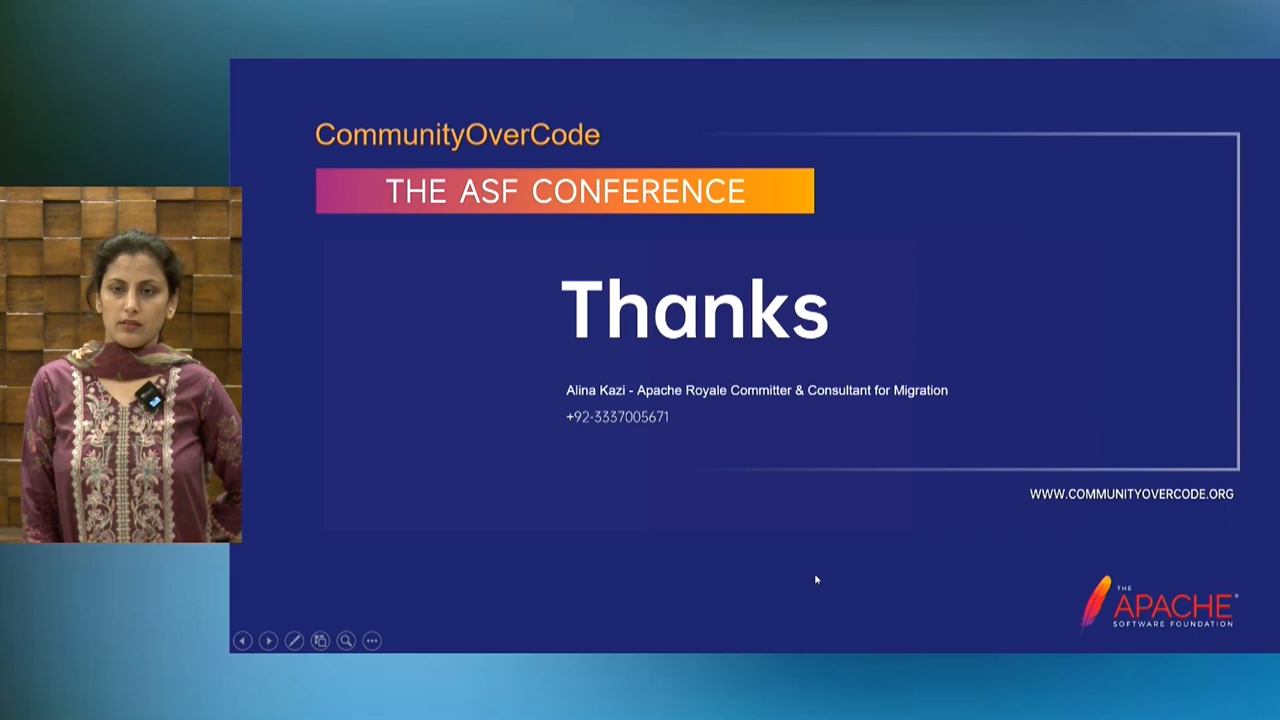 CommunityOverCode
THE ASF CONFERENCE
Thanks
Alina Kazi - Apache Royale Committer & Consultant for Migration
+92-3337005671
WWW.COMMUNITYOVERCODE.ORG
THE
APACHE®
SOFTWARE FOUNDATION